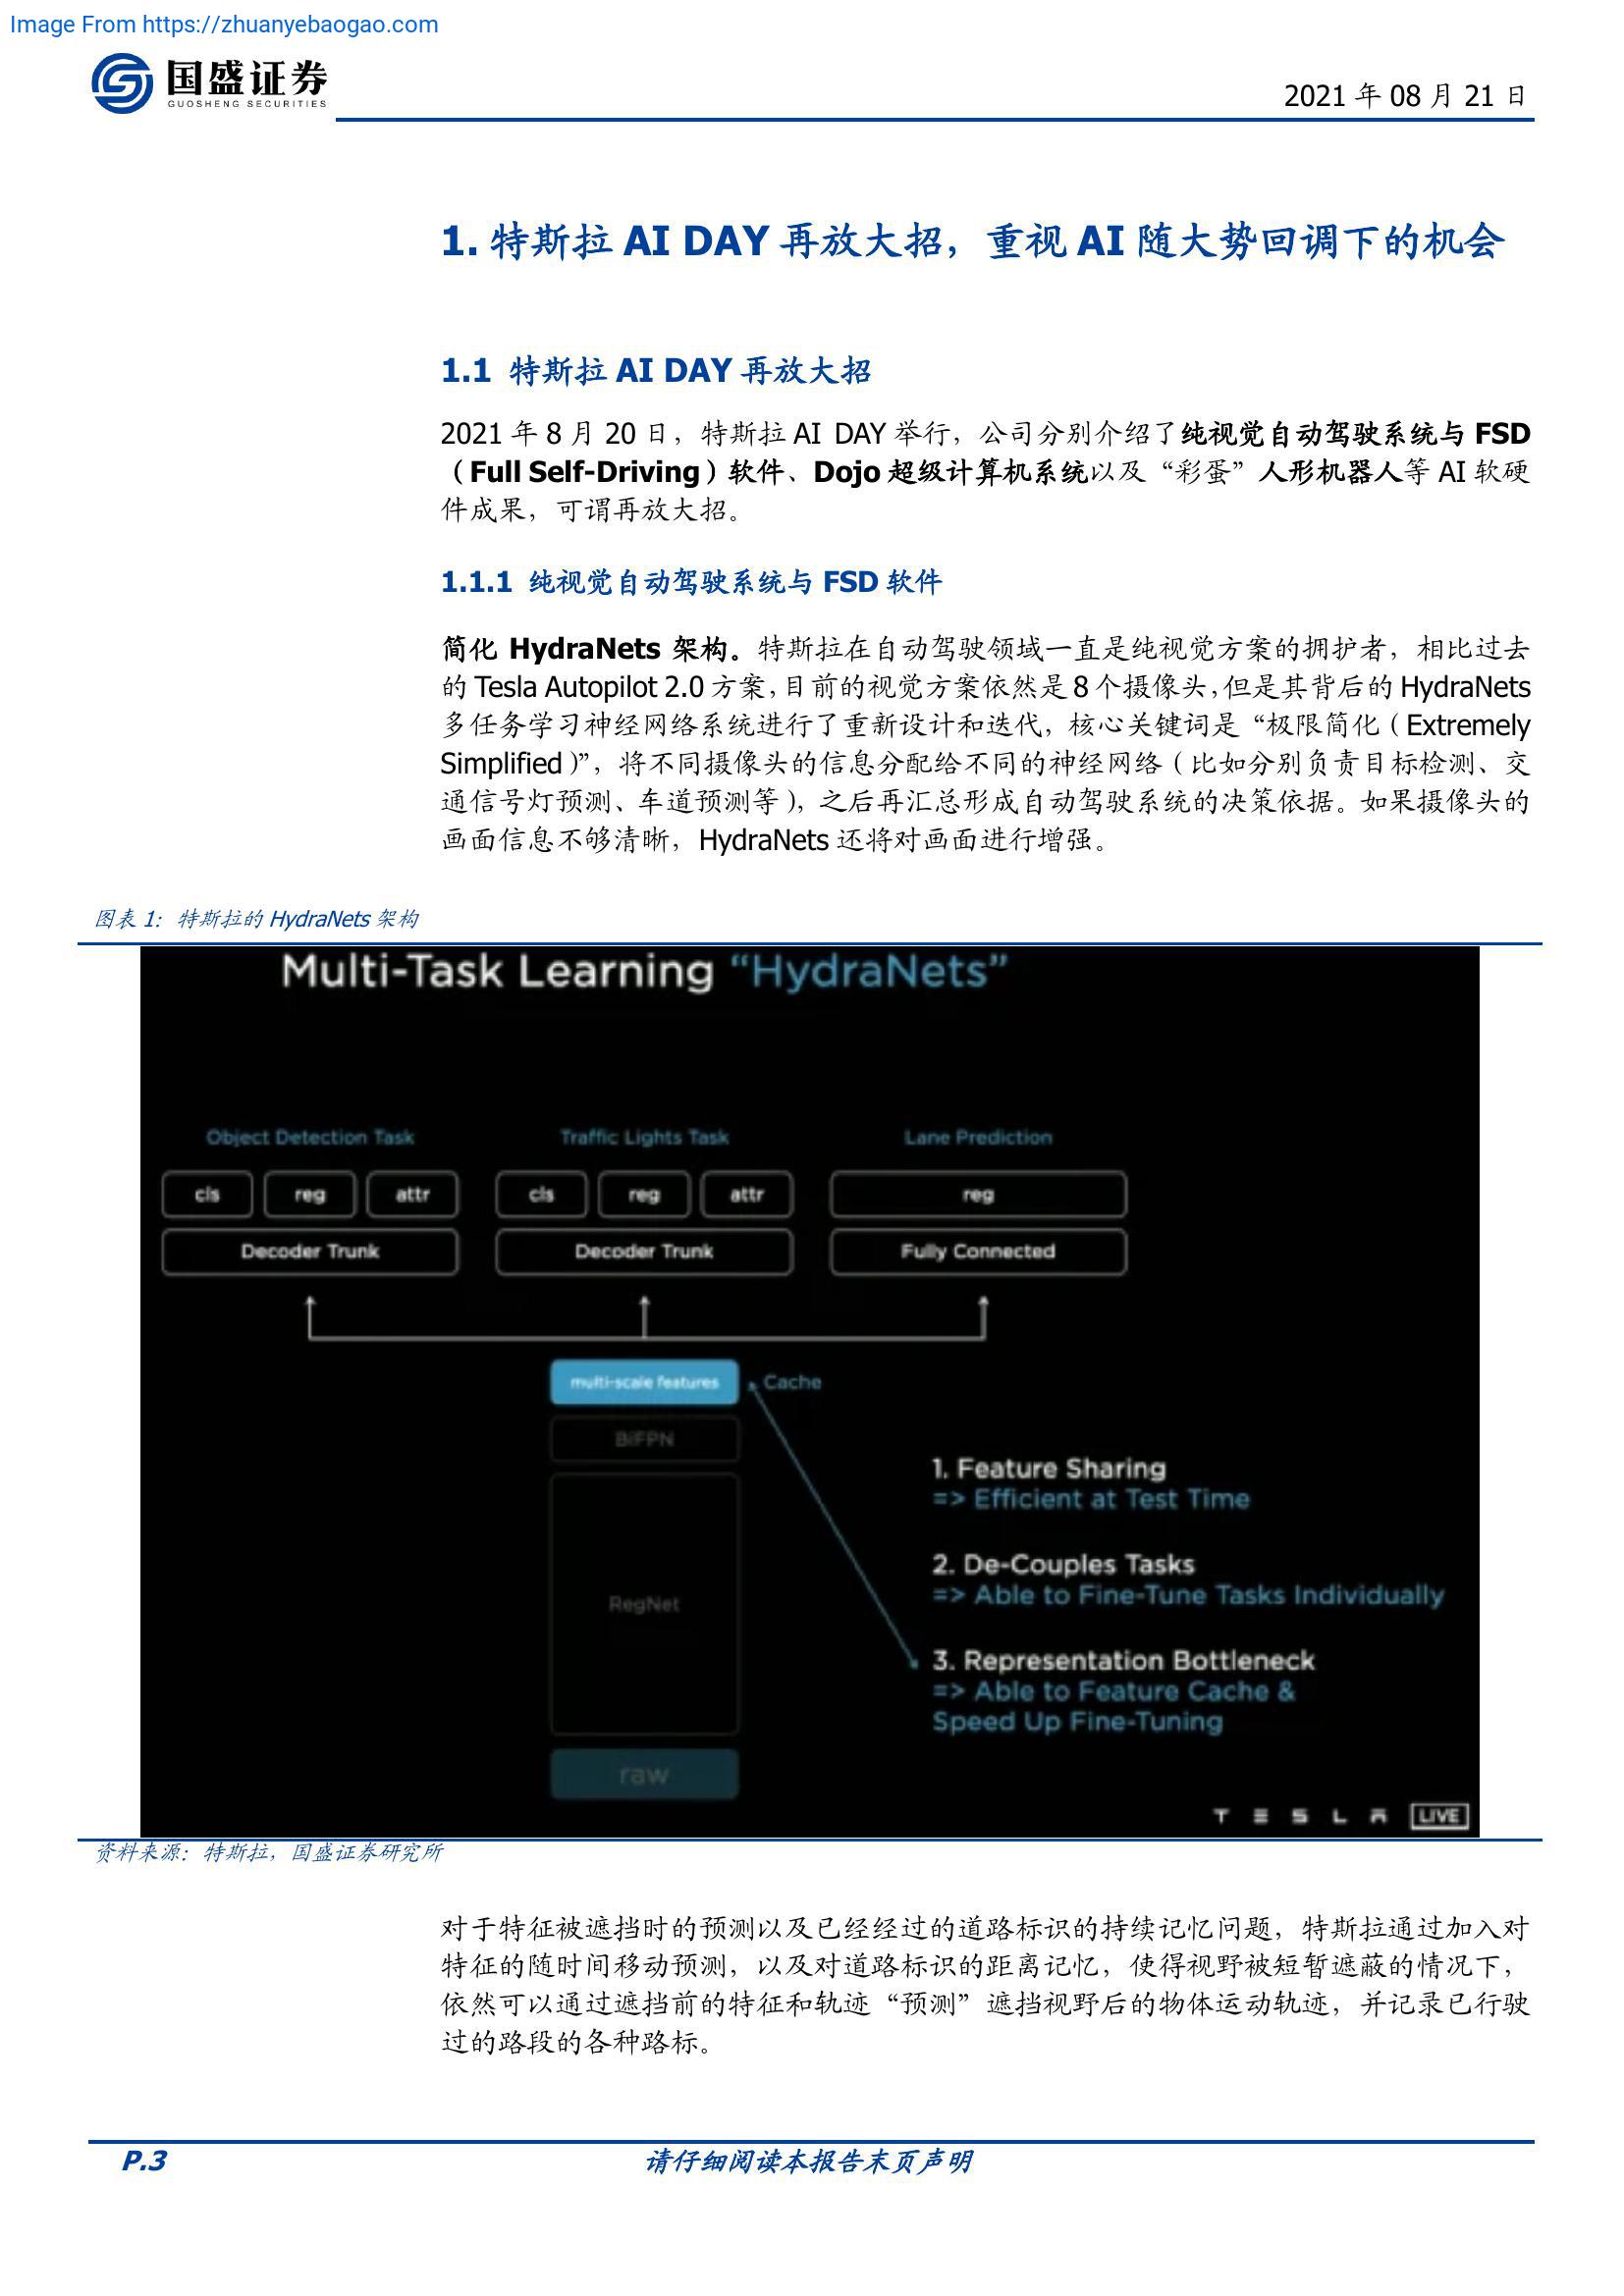 Image From https://zhuanyebaogao.com
国盛证券
GUOSHENG SECURITIES
2021 年 08 月 21 日
1. 特斯拉 AI DAY 再放大招，重视 AI 随大势回调下的机会
1.1 特斯拉 AI DAY 再放大招
2021 年 8 月 20 日，特斯拉 AI DAY 举行，公司分别介绍了纯视觉自动驾驶系统与 FSD
（Full Self-Driving）软件、Dojo 超级计算机系统以及“彩蛋”人形机器人等 AI 软硬
件成果，可谓再放大招。
1.1.1 纯视觉自动驾驶系统与 FSD 软件
简化 HydraNets 架构。特斯拉在自动驾驶领域一直是纯视觉方案的拥护者，相比过去
的 Tesla Autopilot 2.0 方案，目前的视觉方案依然是 8 个摄像头，但是其背后的 HydraNets
多任务学习神经网络系统进行了重新设计和迭代，核心关键词是“极限简化（Extremely
Simplified）”，将不同摄像头的信息分配给不同的神经网络（比如分别负责目标检测、交
通信号灯预测、车道预测等），之后再汇总形成自动驾驶系统的决策依据。如果摄像头的
画面信息不够清晰，HydraNets 还将对画面进行增强。
图表 1：特斯拉的 HydraNets 架构
Multi-Task Learning “HydraNets”
Object Detection Task Traffic Lights Task Lane Prediction
cls reg attr cls reg attr reg
Decoder Trunk Decoder Trunk Fully Connected
multi-scale features Cache
BiFPN
1. Feature Sharing
=> Efficient at Test Time
2. De-Couples Tasks
=> Able to Fine-Tune Tasks Individually
RegNet
3. Representation Bottleneck
=> Able to Feature Cache &
Speed Up Fine-Tuning
raw
TESLA LIVE
资料来源：特斯拉，国盛证券研究所
对于特征被遮挡时的预测以及已经经过的道路标识的持续记忆问题，特斯拉通过加入对
特征的随时间移动预测，以及对道路标识的距离记忆，使得视野被短暂遮蔽的情况下，
依然可以通过遮挡前的特征和轨迹“预测”遮挡视野后的物体运动轨迹，并记录已行驶
过的路段的各种路标。
P.3 请仔细阅读本报告末页声明